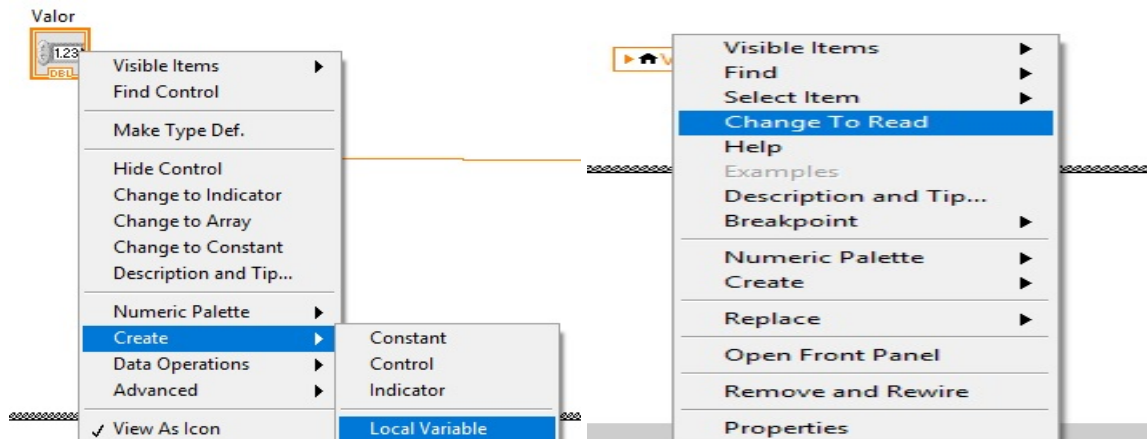 Valor
1.23
DBL
Visible Items
Find Control
Make Type Def.
Hide Control
Change to Indicator
Change to Array
Change to Constant
Description and Tip...
Numeric Palette
Create
Data Operations
Advanced
✓ View As Icon
Constant
Control
Indicator
Local Variable
V
Visible Items
Find
Select Item
Change To Read
Help
Examples
Description and Tip...
Breakpoint
Numeric Palette
Create
Replace
Open Front Panel
Remove and Rewire
Properties